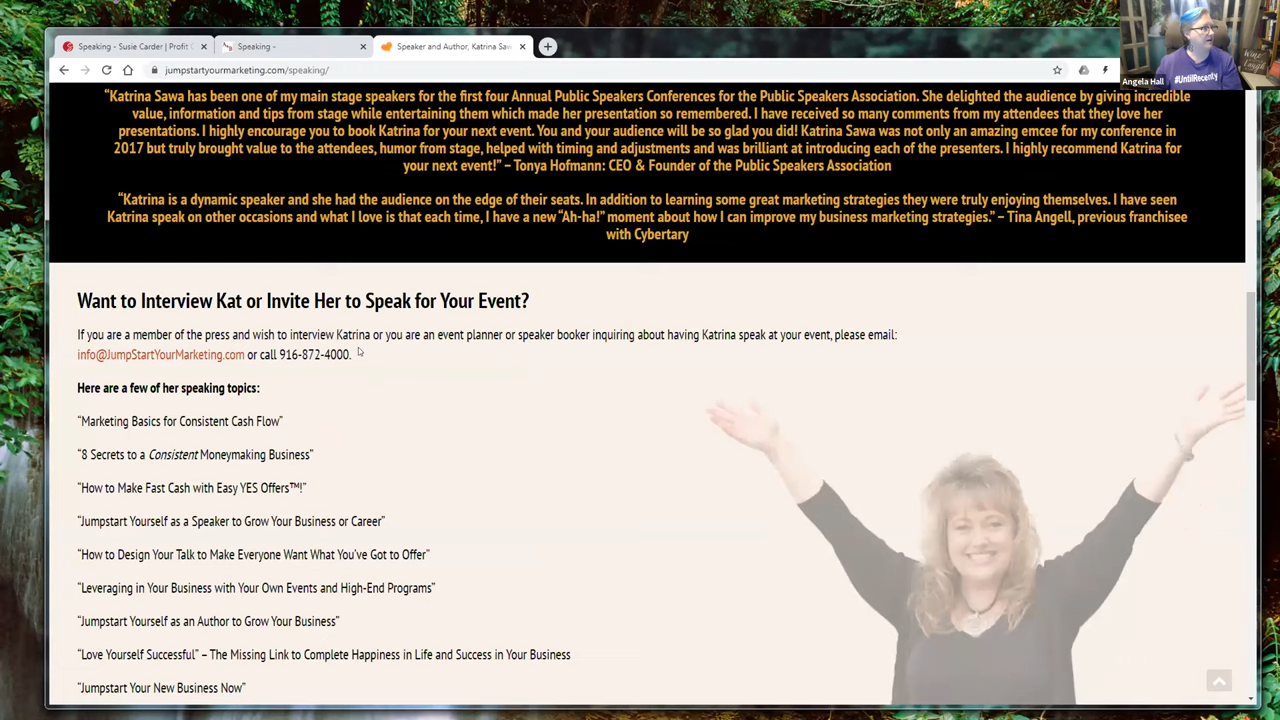 Speaking - Susie Carder | Profit C
Speaking -
Speaker and Author, Katrina Saw
jumpstartyourmarketing.com/speaking/
Angela Hall
#UntilRecently
“Katrina Sawa has been one of my main stage speakers for the first four Annual Public Speakers Conferences for the Public Speakers Association. She delighted the audience by giving incredible
value, information and tips from stage while entertaining them which made her presentation so remembered. I have received so many comments from my attendees that they love her
presentations. I highly encourage you to book Katrina for your next event. You and your audience will be so glad you did! Katrina Sawa was not only an amazing emcee for my conference in
2017 but truly brought value to the attendees, humor from stage, helped with timing and adjustments and was brilliant at introducing each of the presenters. I highly recommend Katrina for
your next event!” – Tonya Hofmann: CEO & Founder of the Public Speakers Association
“Katrina is a dynamic speaker and she had the audience on the edge of their seats. In addition to learning some great marketing strategies they were truly enjoying themselves. I have seen
Katrina speak on other occasions and what I love is that each time, I have a new “Ah-ha!” moment about how I can improve my business marketing strategies.” – Tina Angell, previous franchisee
with Cybertary
Want to Interview Kat or Invite Her to Speak for Your Event?
If you are a member of the press and wish to interview Katrina or you are an event planner or speaker booker inquiring about having Katrina speak at your event, please email:
info@JumpStartYourMarketing.com or call 916-872-4000.
Here are a few of her speaking topics:
“Marketing Basics for Consistent Cash Flow”
“8 Secrets to a Consistent Moneymaking Business”
“How to Make Fast Cash with Easy YES Offers™!”
“Jumpstart Yourself as a Speaker to Grow Your Business or Career”
“How to Design Your Talk to Make Everyone Want What You’ve Got to Offer”
“Leveraging in Your Business with Your Own Events and High-End Programs”
“Jumpstart Yourself as an Author to Grow Your Business”
“Love Yourself Successful” – The Missing Link to Complete Happiness in Life and Success in Your Business
“Jumpstart Your New Business Now”